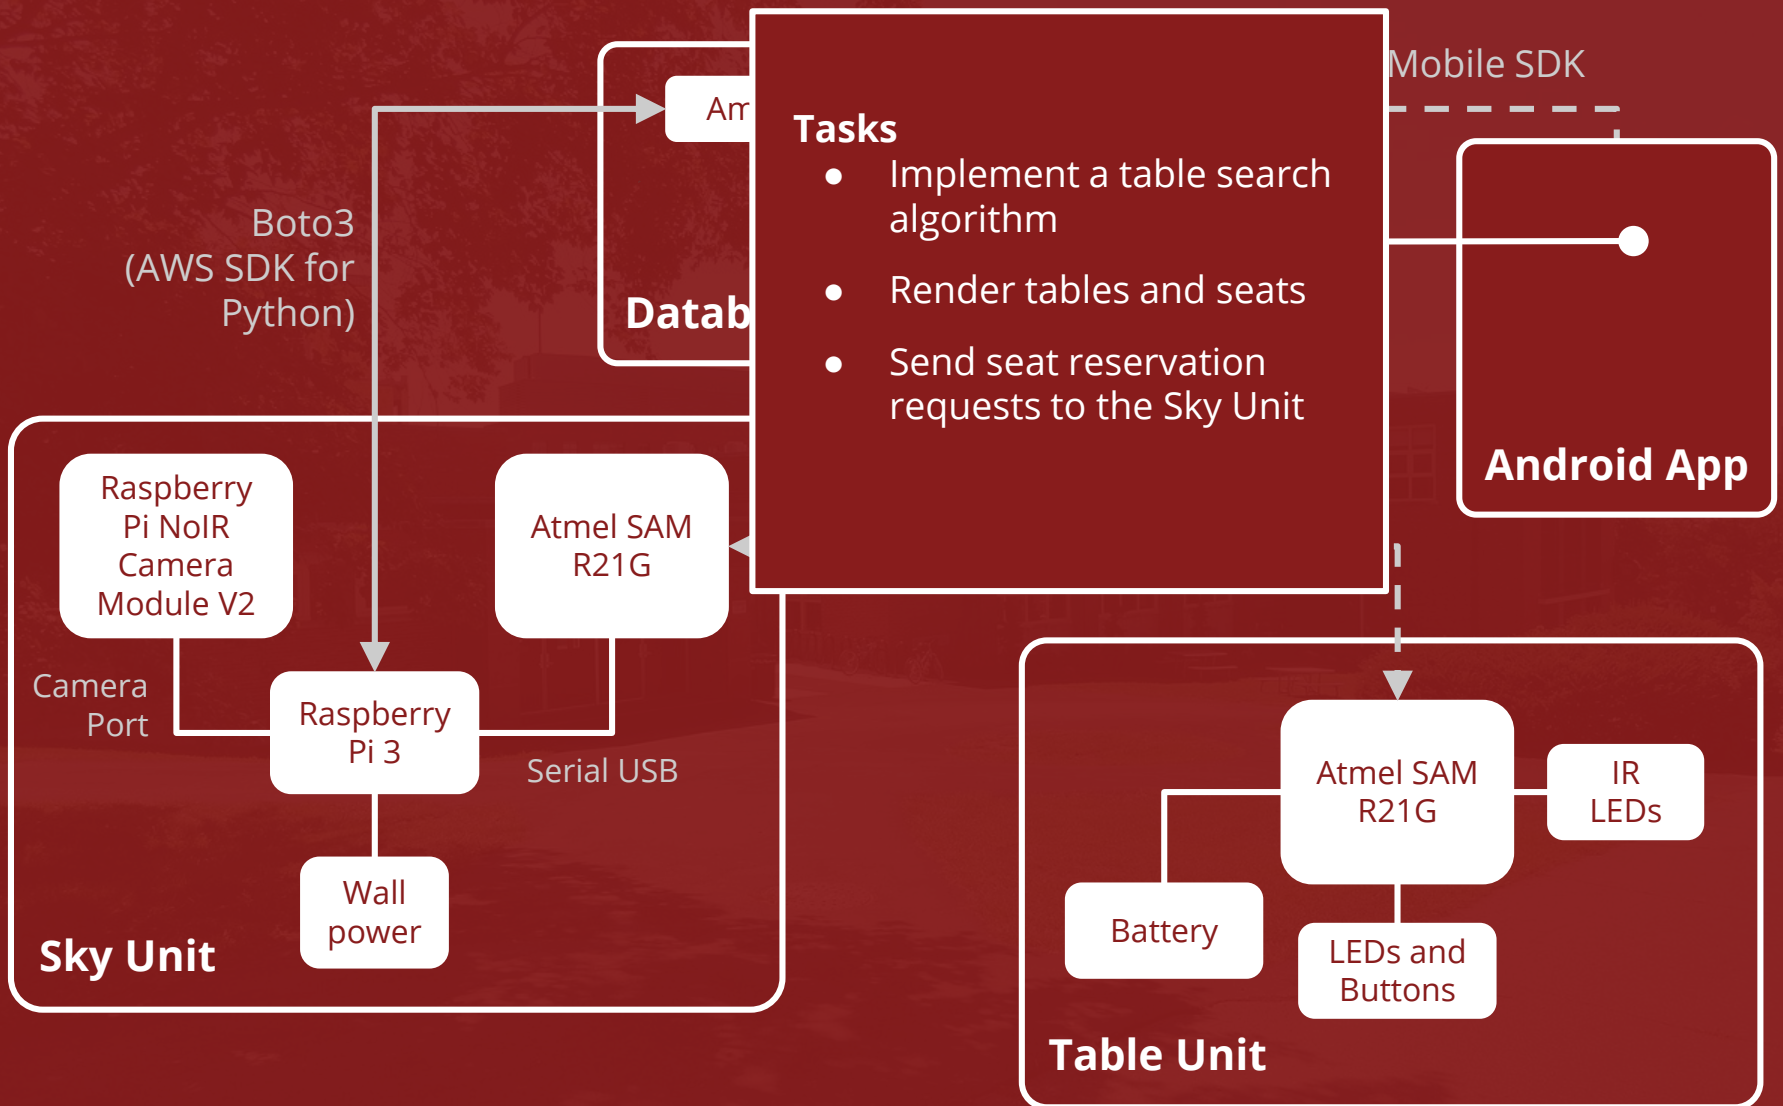 Mobile SDK
Tasks
● Implement a table search
algorithm
● Render tables and seats
● Send seat reservation
requests to the Sky Unit
Boto3
(AWS SDK for
Python)
Android App
Raspberry
Pi NoIR
Camera
Module V2
Atmel SAM
R21G
Camera
Port
Raspberry
Pi 3
Serial USB
Wall
power
Sky Unit
Atmel SAM
R21G
IR
LEDs
Battery
LEDs and
Buttons
Table Unit